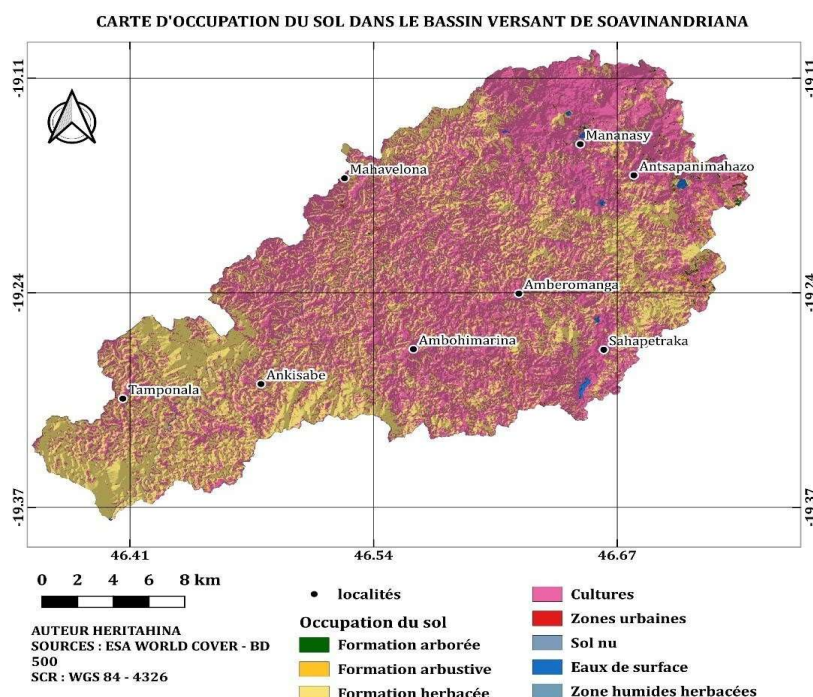 CARTE D'OCCUPATION DU SOL DANS LE BASSIN VERSANT DE SOAVINANDRIANA
-19.11
-19.11
Mananasy
Mahavelona
Antsapanimahazo
-19.24
-19.24
Amberomanga
Ambohimarina
Sahapetraka
Ankisabe
Tamponala
-19.37
-19.37
46.41
46.54
46.67
0 2 4 6 8 km
AUTEUR HERITAHINA
SOURCES : ESA WORLD COVER - BD
500
SCR : WGS 84 - 4326
localités
Occupation du sol
Formation arborée
Formation arbustive
Formation herbacée
Cultures
Zones urbaines
Sol nu
Eaux de surface
Zone humides herbacées